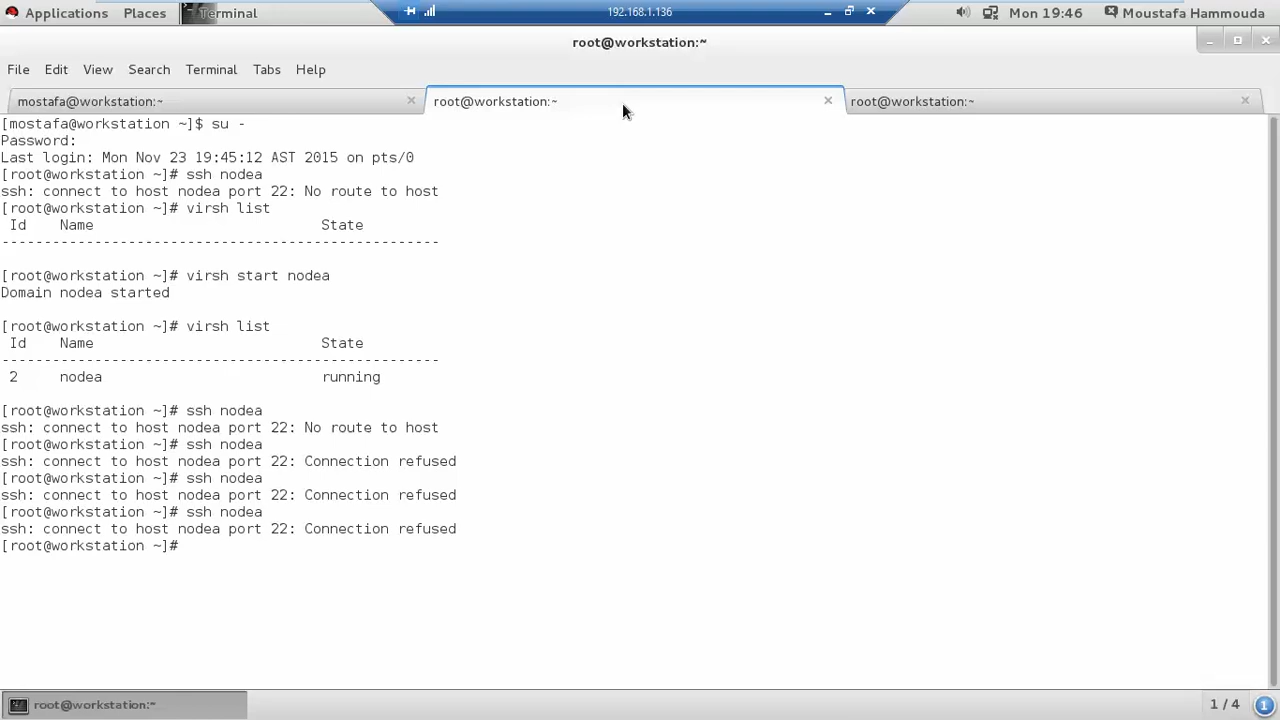 Applications Places Terminal 192.168.1.136 Mon 19:46 Moustafa Hammouda
root@workstation:~
File Edit View Search Terminal Tabs Help
mostafa@workstation:~ root@workstation:~ root@workstation:~
[mostafa@workstation ~]$ su -
Password:
Last login: Mon Nov 23 19:45:12 AST 2015 on pts/0
[root@workstation ~]# ssh nodea
ssh: connect to host nodea port 22: No route to host
[root@workstation ~]# virsh list
Id Name State
----------------------------------------------------
[root@workstation ~]# virsh start nodea
Domain nodea started
[root@workstation ~]# virsh list
Id Name State
----------------------------------------------------
2 nodea running
[root@workstation ~]# ssh nodea
ssh: connect to host nodea port 22: No route to host
[root@workstation ~]# ssh nodea
ssh: connect to host nodea port 22: Connection refused
[root@workstation ~]# ssh nodea
ssh: connect to host nodea port 22: Connection refused
[root@workstation ~]# ssh nodea
ssh: connect to host nodea port 22: Connection refused
[root@workstation ~]#
root@workstation:~ 1 / 4 1